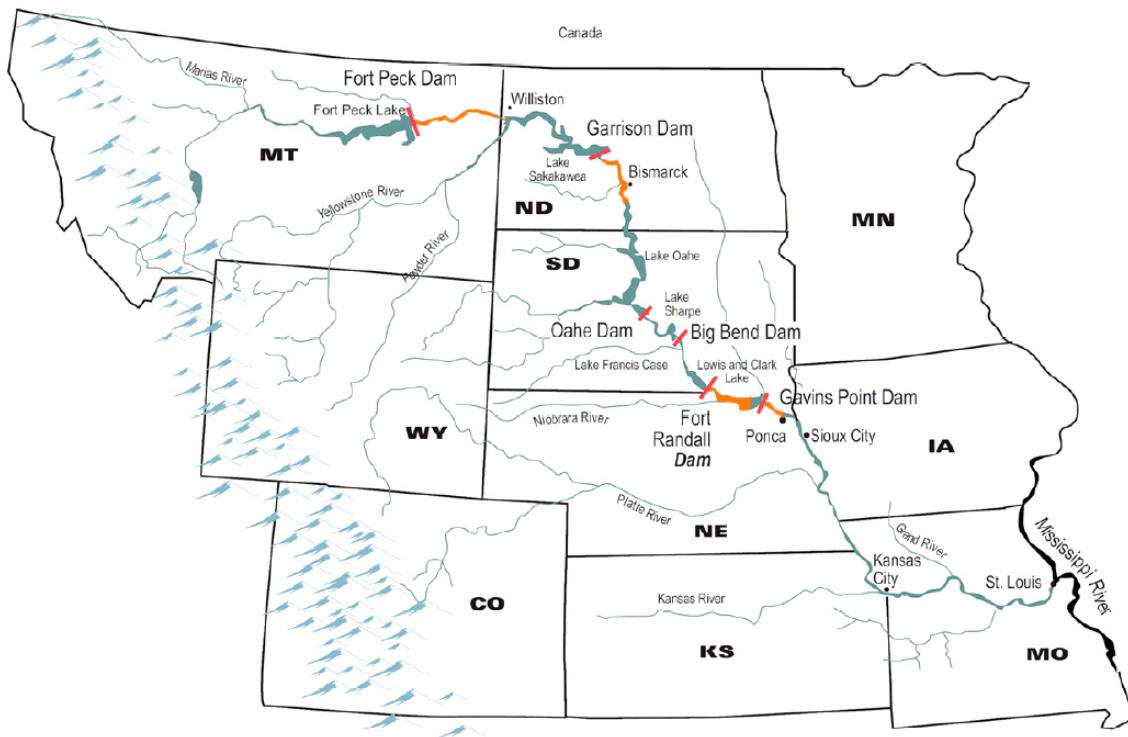 Canada
Marias River
Fort Peck Dam
Fort Peck Lake
Williston
Garrison Dam
MT
Lake
Sakakawea
Bismarck
Yellowstone River
ND
MN
Powder River
SD
Lake Oahe
Lake
Sharpe
Oahe Dam
Big Bend Dam
Lake Francis Case
Lowis and Clark
Lake
Gavins Point Dam
Niobrara River
Fort
Randall
Dam
Ponca
Sioux City
WY
IA
Platle River
NE
Grand River
Mississippi River
Kansas
City
St. Louis
Kansas River
CO
KS
MO